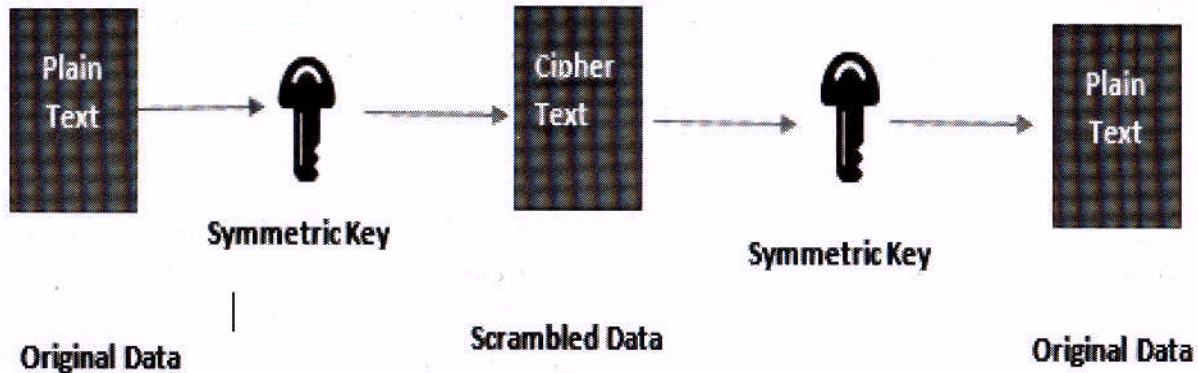 Plain
Text
Symmetric Key
Cipher
Text
Symmetric Key
Plain
Text
Original Data
Scrambled Data
Original Data